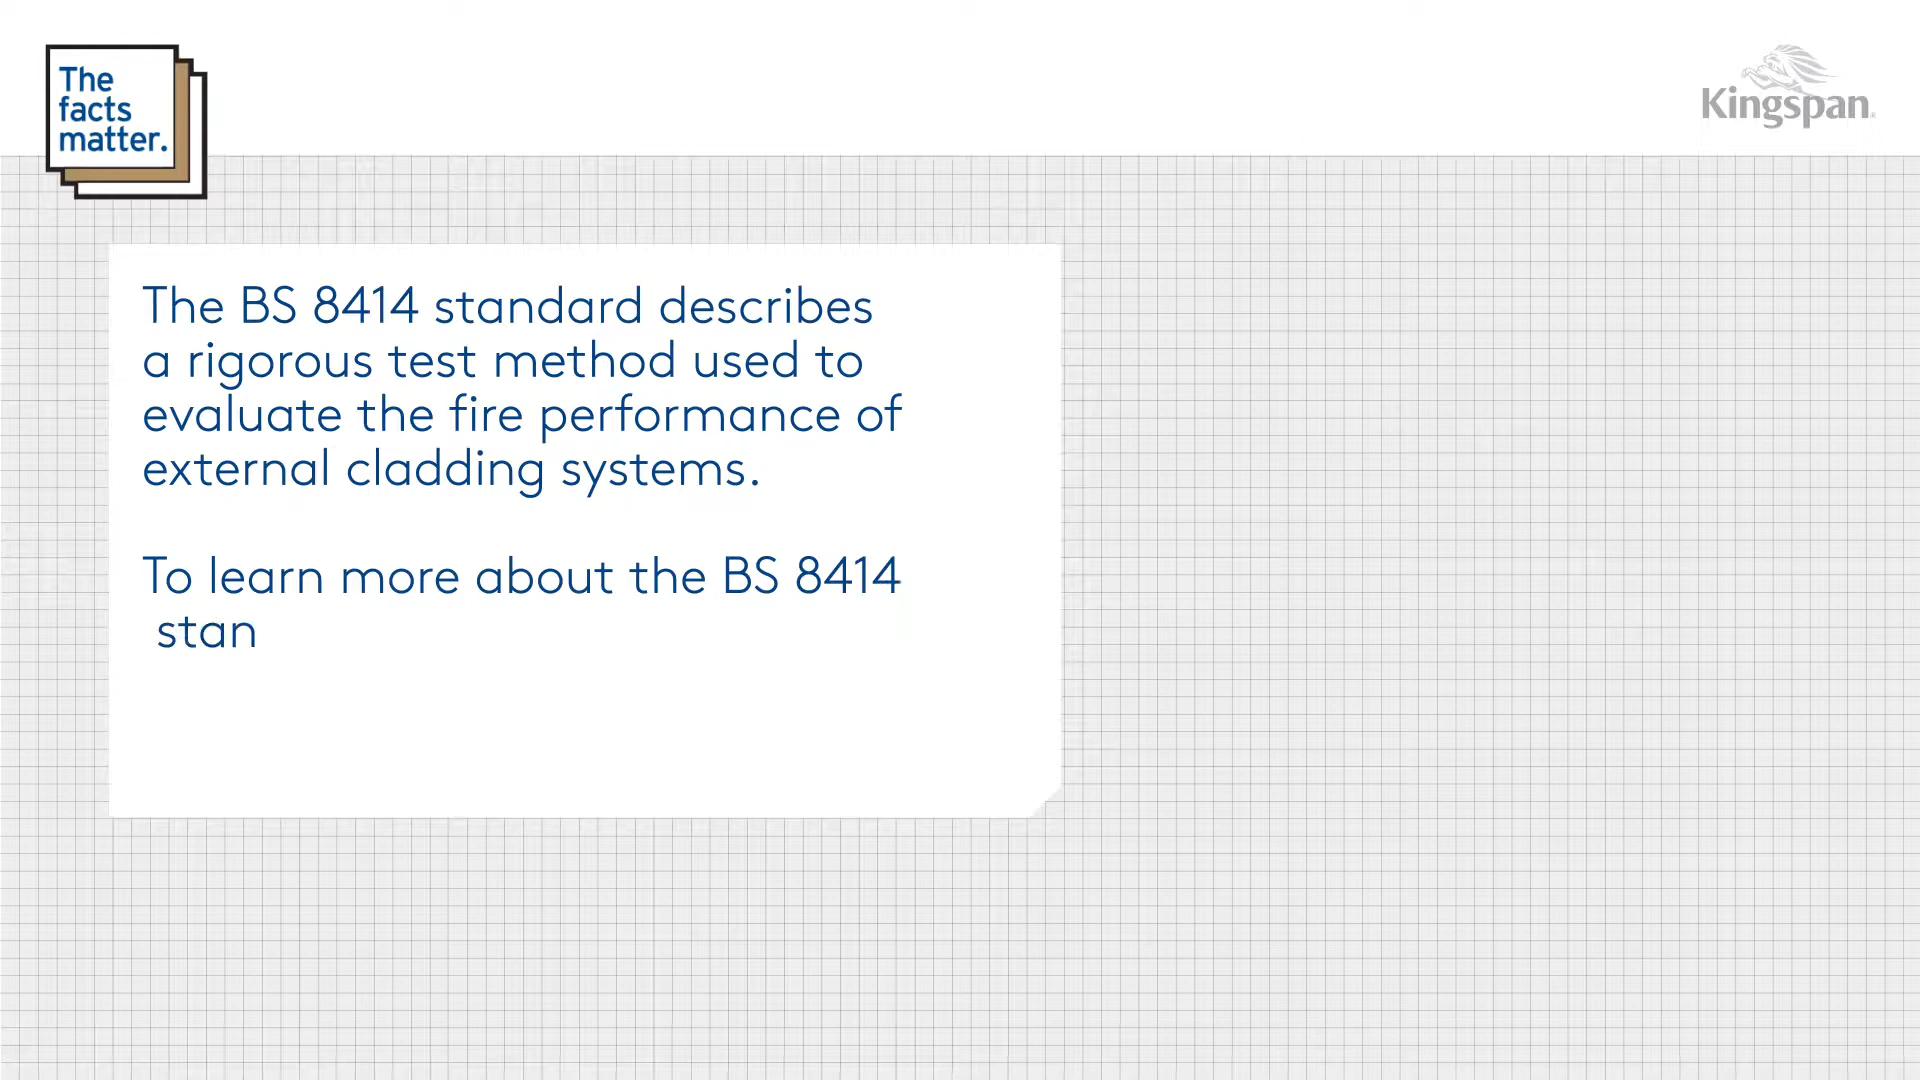 The
facts
matter.
Kingspan
The BS 8414 standard describes
a rigorous test method used to
evaluate the fire performance of
external cladding systems.
To learn more about the BS 8414
stan